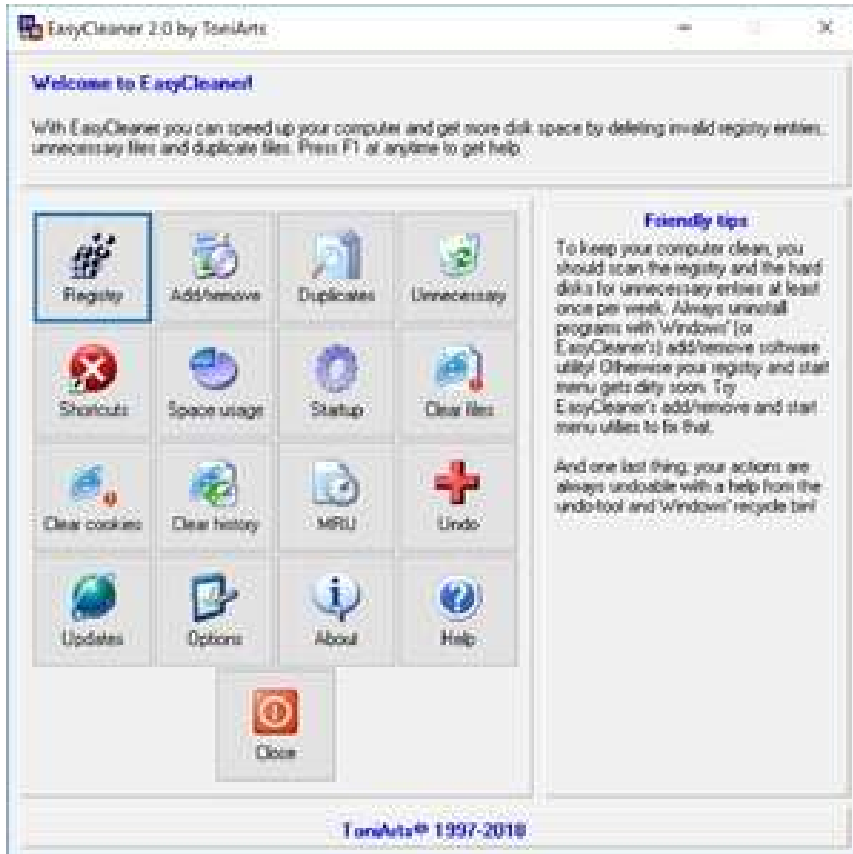 EasyCleaner 2.0 by ToniArts
Welcome to EasyCleaner!
With EasyCleaner you can speed up your computer and get more disk space by deleting invalid registry entries,
unnecessary files and duplicate files. Press F1 at anytime to get help.
Registry
Add/remove
Duplicates
Unnecessary
Shortcuts
Space usage
Startup
Clear files
Clear cookies
Clear history
MRU
Undo
Updates
Options
About
Help
Close
Friendly tips
To keep your computer clean, you
should scan the registry and the hard
disks for unnecessary entries at least
once per week. Always uninstall
programs with Windows' (or
EasyCleaner's) add/remove software
utility! Otherwise your registry and start
menu gets dirty soon. Try
EasyCleaner's add/remove and start
menu utilies to fix that.
And one last thing: your actions are
always undoable with a help from the
undo-tool and Windows' recycle bin!
ToniArts© 1997-2018